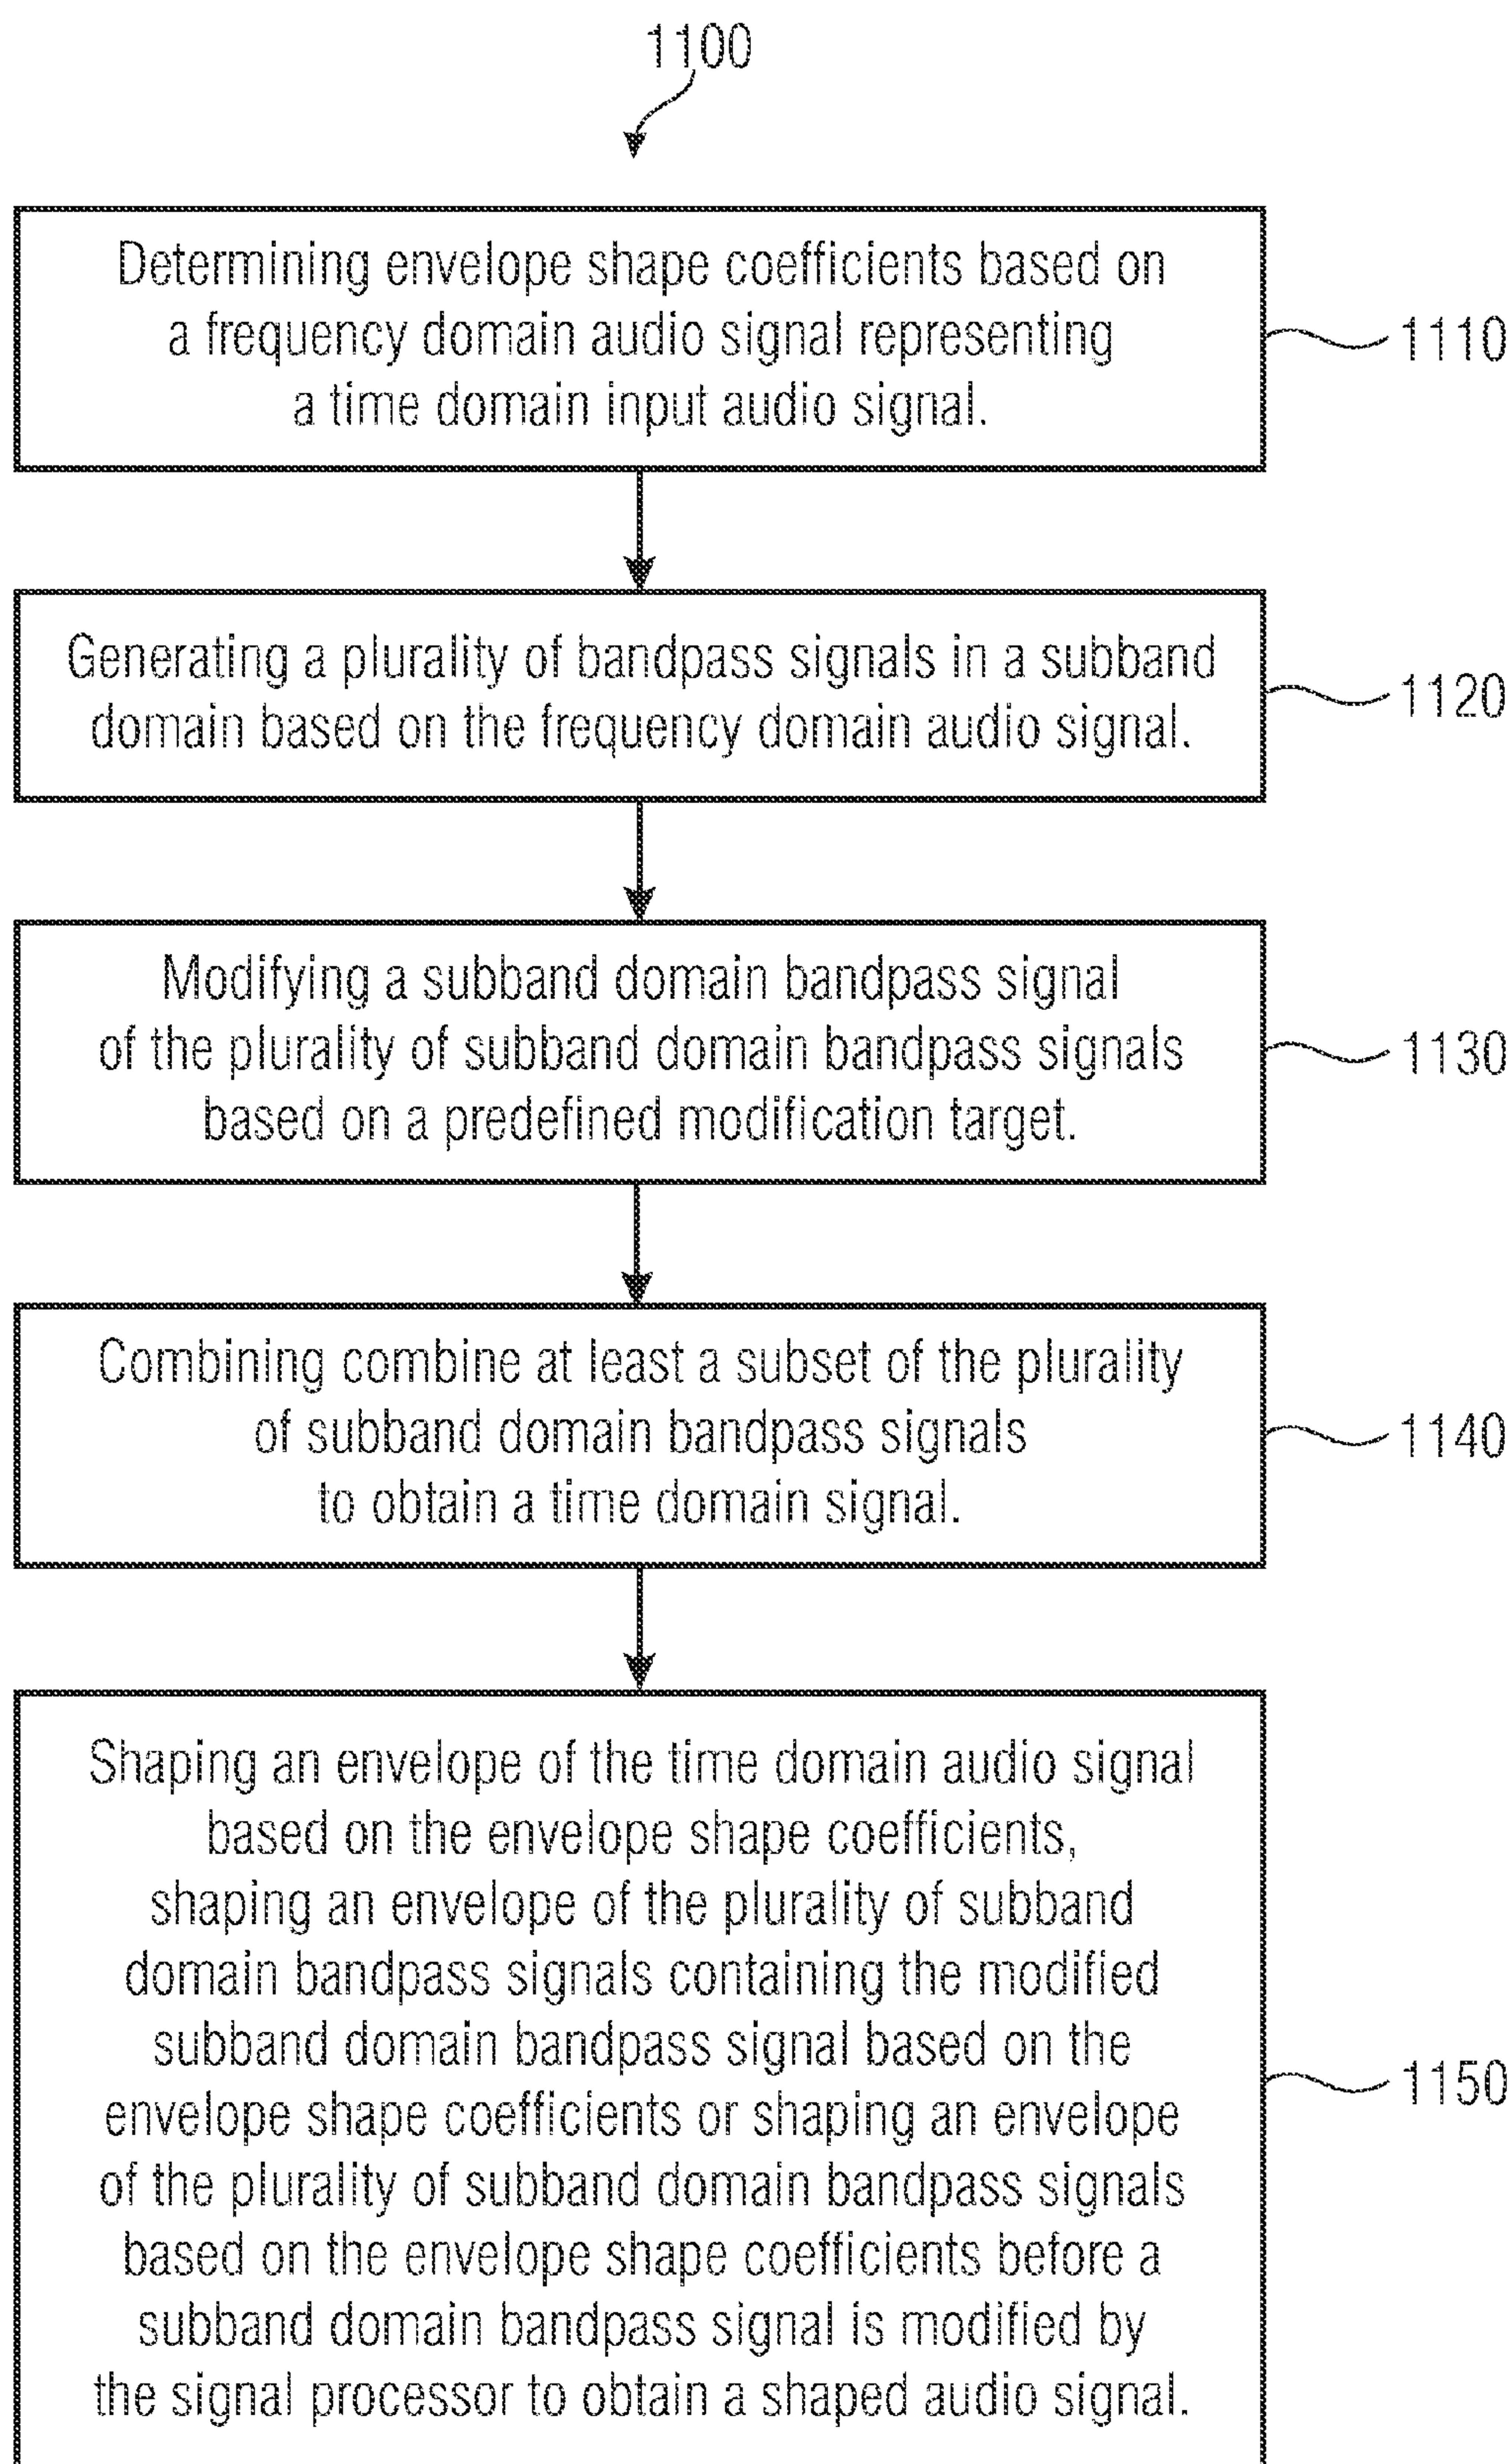 1100
Determining envelope shape coefficients based on
a frequency domain audio signal representing
a time domain input audio signal.
1110
Generating a plurality of bandpass signals in a subband
domain based on the frequency domain audio signal.
1120
Modifying a subband domain bandpass signal
of the plurality of subband domain bandpass signals
based on a predefined modification target.
1130
Combining combine at least a subset of the plurality
of subband domain bandpass signals
to obtain a time domain signal.
1140
Shaping an envelope of the time domain audio signal
based on the envelope shape coefficients,
shaping an envelope of the plurality of subband
domain bandpass signals containing the modified
subband domain bandpass signal based on the
envelope shape coefficients or shaping an envelope
of the plurality of subband domain bandpass signals
based on the envelope shape coefficients before a
subband domain bandpass signal is modified by
the signal processor to obtain a shaped audio signal.
1150